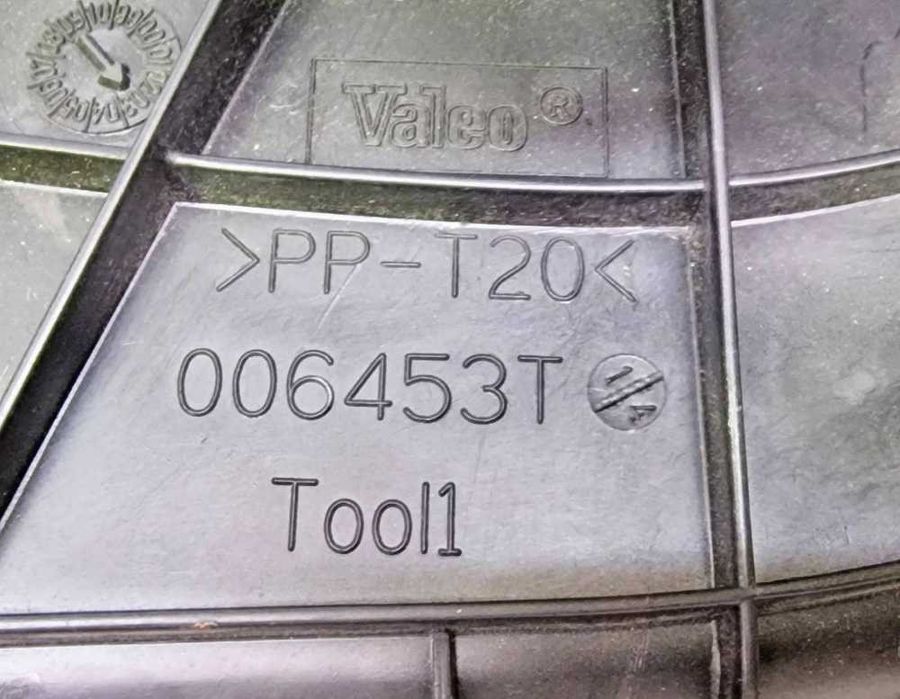 Valeo®
>PP-T20<
006453T
Tool1